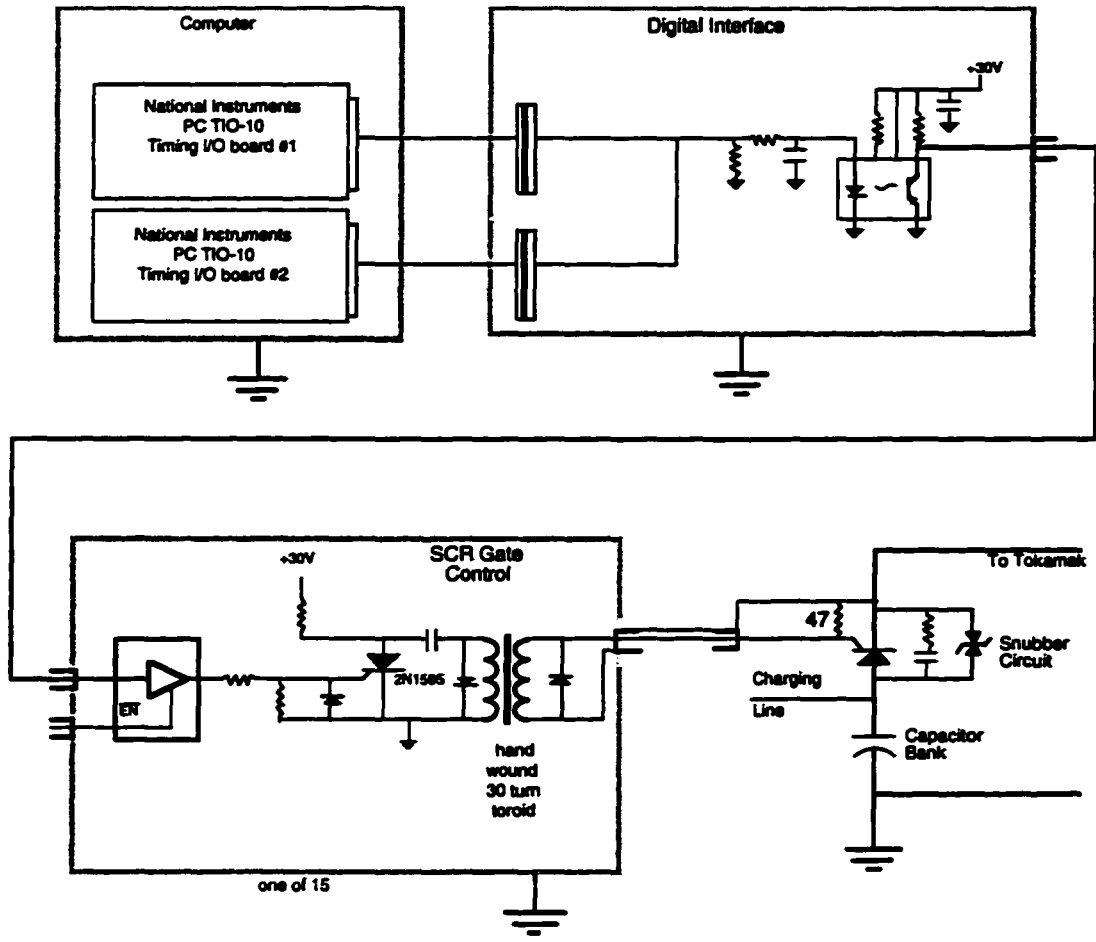 Computer
National Instruments
PC TIO-10
Timing I/O board #1
National Instruments
PC TIO-10
Timing I/O board #2
Digital Interface
+30V
SCR Gate
Control
+30V
EN
2N1595
hand
wound
30 turn
toroid
one of 15
To Tokamak
47
Snubber
Circuit
Charging
Line
Capacitor
Bank